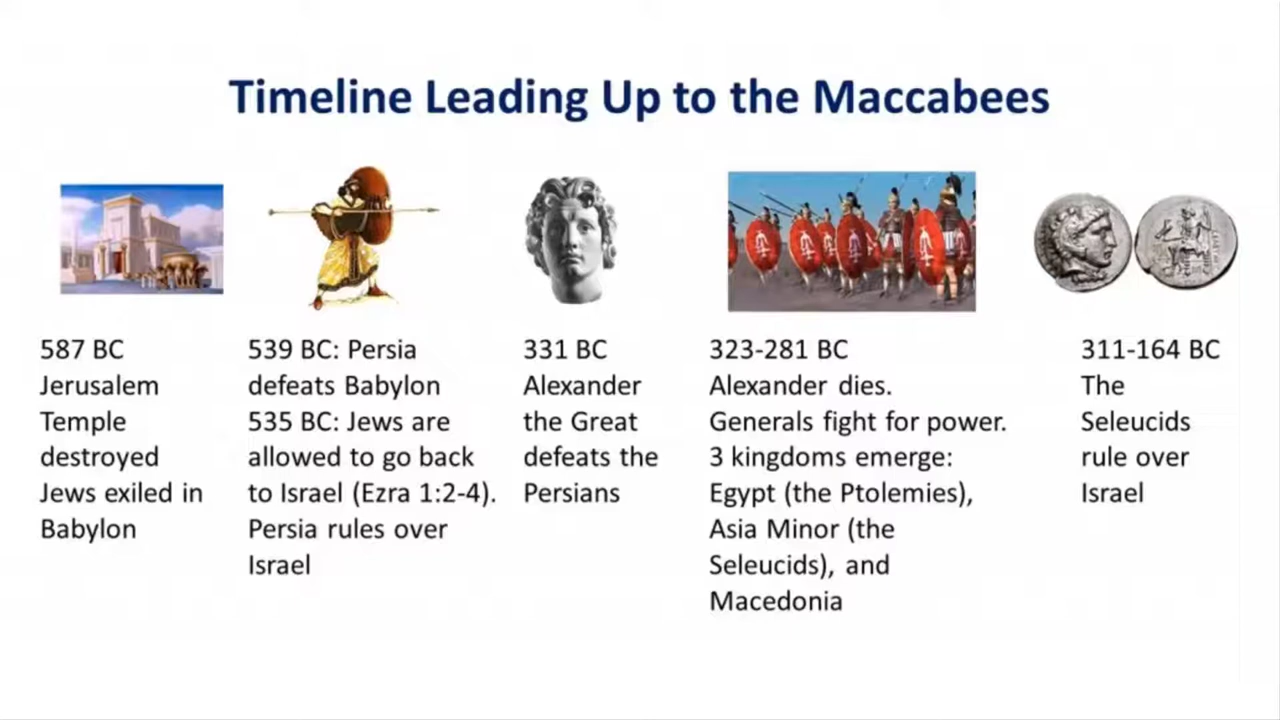 Timeline Leading Up to the Maccabees
587 BC
Jerusalem
Temple
destroyed
Jews exiled in
Babylon
539 BC: Persia
defeats Babylon
535 BC: Jews are
allowed to go back
to Israel (Ezra 1:2-4).
Persia rules over
Israel
331 BC
Alexander
the Great
defeats the
Persians
323-281 BC
Alexander dies.
Generals fight for power.
3 kingdoms emerge:
Egypt (the Ptolemies),
Asia Minor (the
Seleucids), and
Macedonia
311-164 BC
The
Seleucids
rule over
Israel